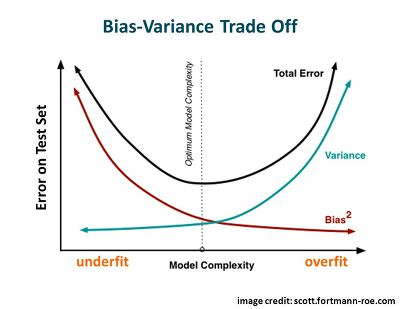 Bias-Variance Trade Off
Total Error
Optimum Model Complexity
Variance
Error on Test Set
Bias²
underfit
Model Complexity
overfit
image credit: scott.fortmann-roe.com